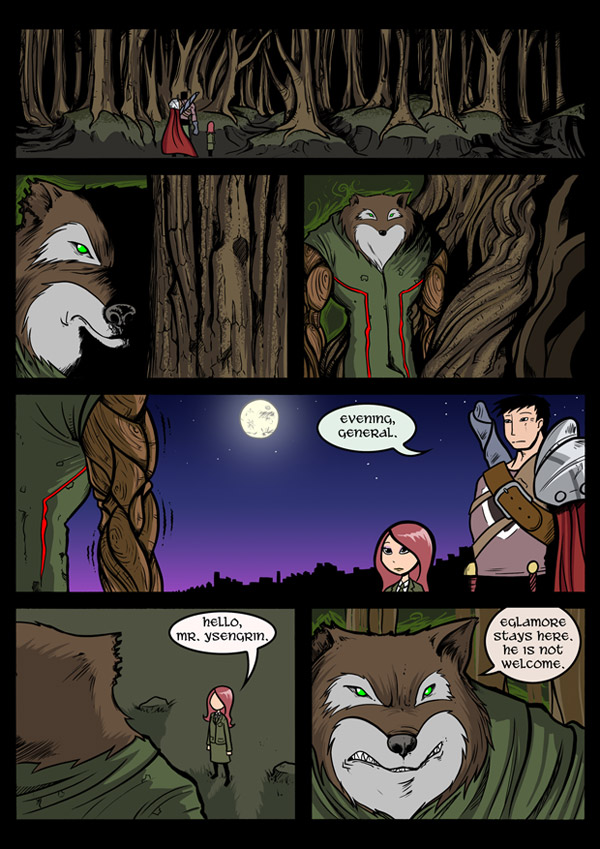 EVENING,
GENERAL.
HELLO,
MR. YSENGRIN.
EGLAMORE
STAYS HERE.
HE IS NOT
WELCOME.